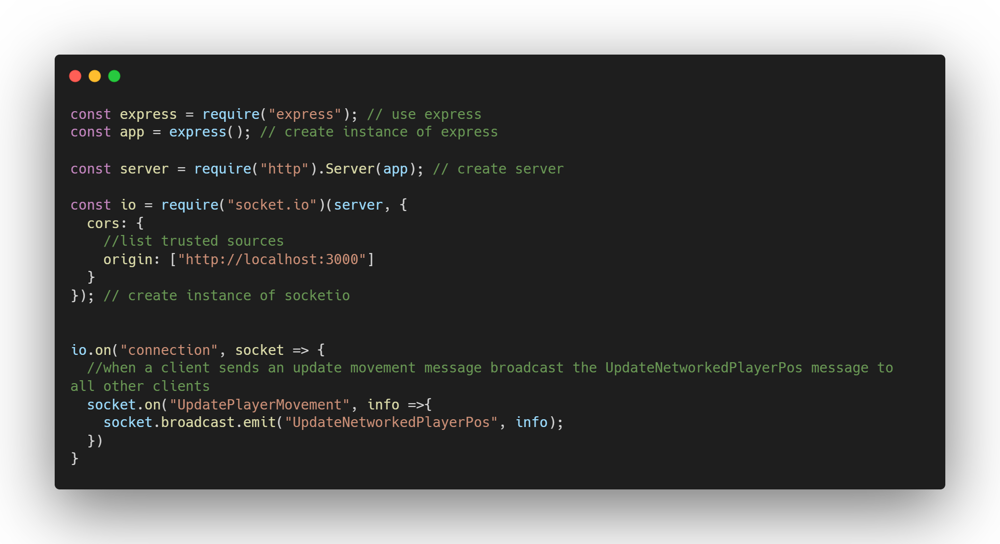 const express = require("express"); // use express
const app = express(); // create instance of express
const server = require("http").Server(app); // create server
const io = require("socket.io")(server, {
  cors: {
    //list trusted sources
    origin: ["http://localhost:3000"]
  }
}); // create instance of socketio
io.on("connection", socket => {
  //when a client sends an update movement message broadcast the UpdateNetworkedPlayerPos message to
all other clients
  socket.on("UpdatePlayerMovement", info =>{
    socket.broadcast.emit("UpdateNetworkedPlayerPos", info);
  })
}